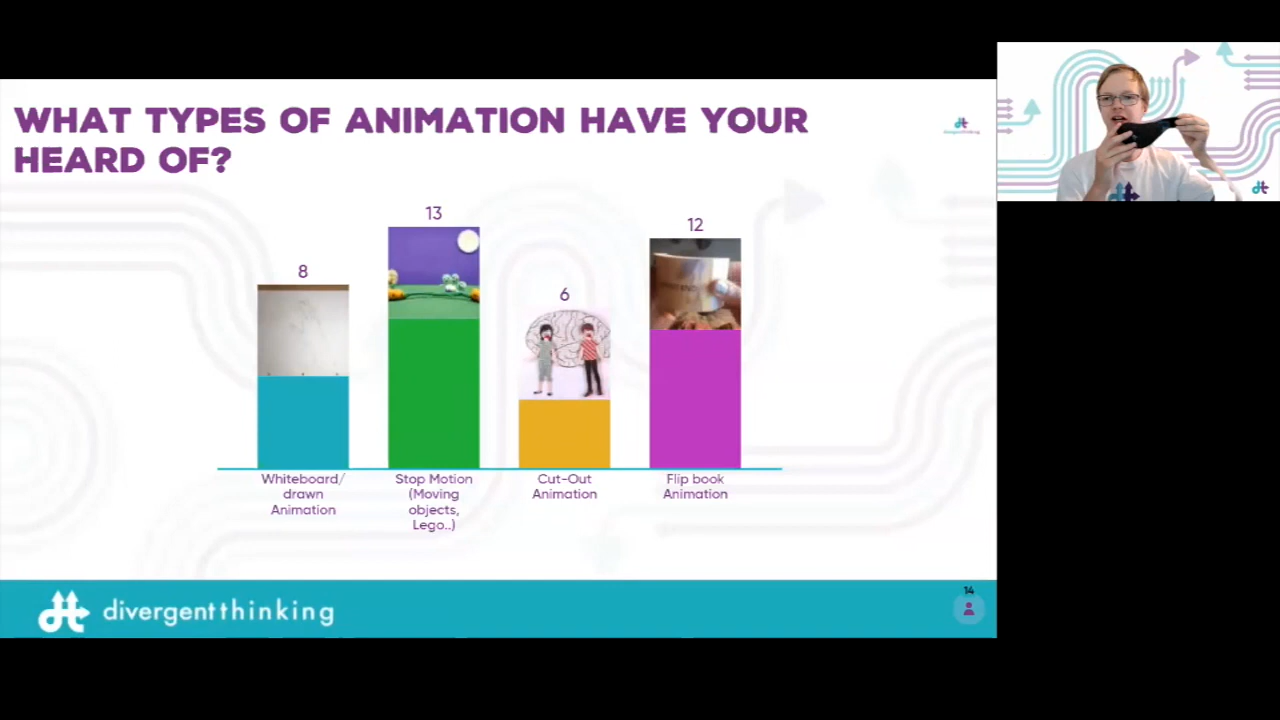 WHAT TYPES OF ANIMATION HAVE YOUR
HEARD OF?
8
13
6
12
Whiteboard/
drawn
Animation
Stop Motion
(Moving
objects,
Lego..)
Cut-Out
Animation
Flip book
Animation
dt divergentthinking
14